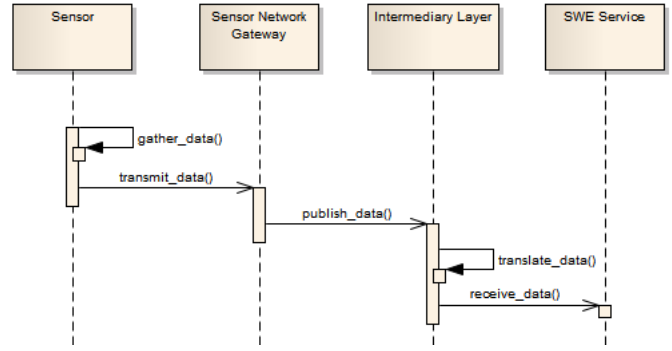 Sensor
Sensor Network
Gateway
Intermediary Layer
SWE Service
gather_data()
transmit_data()
publish_data()
translate_data()
receive_data()